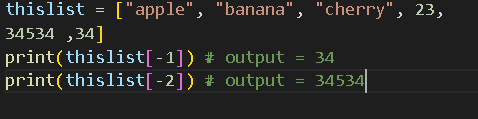 thislist = ["apple", "banana", "cherry", 23,
34534 ,34]
print(thislist[-1]) # output = 34
print(thislist[-2]) # output = 34534